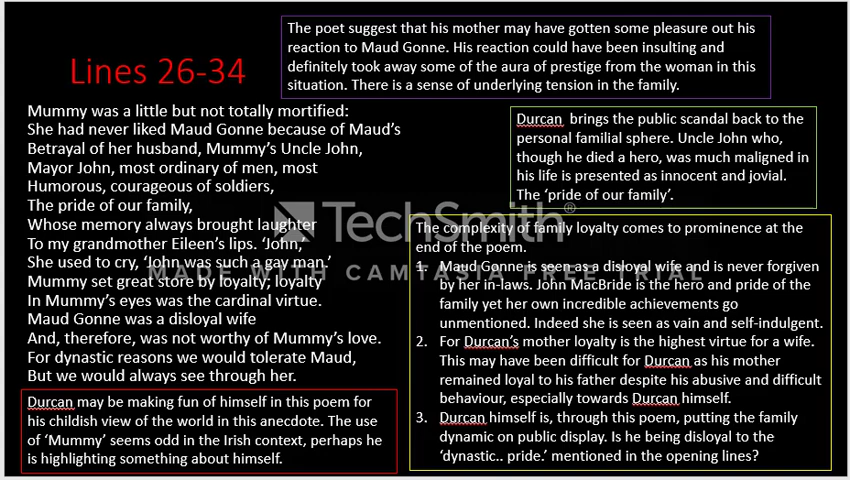 Lines 26-34
The poet suggest that his mother may have gotten some pleasure out his
reaction to Maud Gonne. His reaction could have been insulting and
definitely took away some of the aura of prestige from the woman in this
situation. There is a sense of underlying tension in the family.
Mummy was a little but not totally mortified:
She had never liked Maud Gonne because of Maud's
Betrayal of her husband, Mummy's Uncle John,
Mayor John, most ordinary of men, most
Humorous, courageous of soldiers,
The pride of our family,
Whose memory always brought laughter
To my grandmother Eileen's lips. 'John,'
She used to cry, 'John was such a gay man.'
Mummy set great store by loyalty; loyalty
In Mummy's eyes was the cardinal virtue.
Maud Gonne was a disloyal wife
And, therefore, was not worthy of Mummy's love.
For dynastic reasons we would tolerate Maud,
But we would always see through her.
Durcan brings the public scandal back to the
personal familial sphere. Uncle John who,
though he died a hero, was much maligned in
his life is presented as innocent and jovial.
The 'pride of our family'.
The complexity of family loyalty comes to prominence at the
end of the poem.
1. Maud Gonne is seen as a disloyal wife and is never forgiven
by her in-laws. John MacBride is the hero and pride of the
family yet her own incredible achievements go
unmentioned. Indeed she is seen as vain and self-indulgent.
2. For Durcan's mother loyalty is the highest virtue for a wife.
This may have been difficult for Durcan as his mother
remained loyal to his father despite his abusive and difficult
behaviour, especially towards Durcan himself.
3. Durcan himself is, through this poem, putting the family
dynamic on public display. Is he being disloyal to the
'dynastic.. pride.' mentioned in the opening lines?
Durcan may be making fun of himself in this poem for
his childish view of the world in this anecdote. The use
of 'Mummy' seems odd in the Irish context, perhaps he
is highlighting something about himself.
TechSmith®
MADE WITH CAMTASIA FREE TRIAL